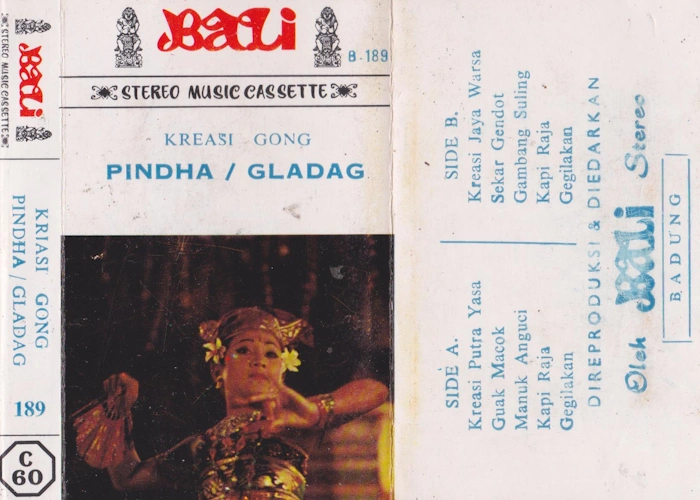 BALI
STEREO MUSIC CASSETTE
KRIASI GONG
PINDHA / GLADAG
189
C
60
BALI
B-189
STEREO MUSIC CASSETTE
KREASI GONG
PINDHA / GLADAG
SIDE A.
Kreasi Putra Yasa
Guak Macok
Manuk Anguci
Kapi Raja
Gegilakan
SIDE B.
Kreasi Jaya Warsa
Sekar Gendot
Gambang Suling
Kapi Raja
Gegilakan
DIREPRODUKSI & DIEDARKAN
Oleh BALI Stereo
BADUNG